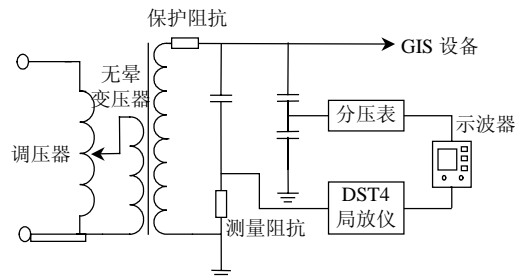 保护阻抗
GIS 设备
无晕
变压器
分压表
示波器
调压器
DST4
局放仪
测量阻抗